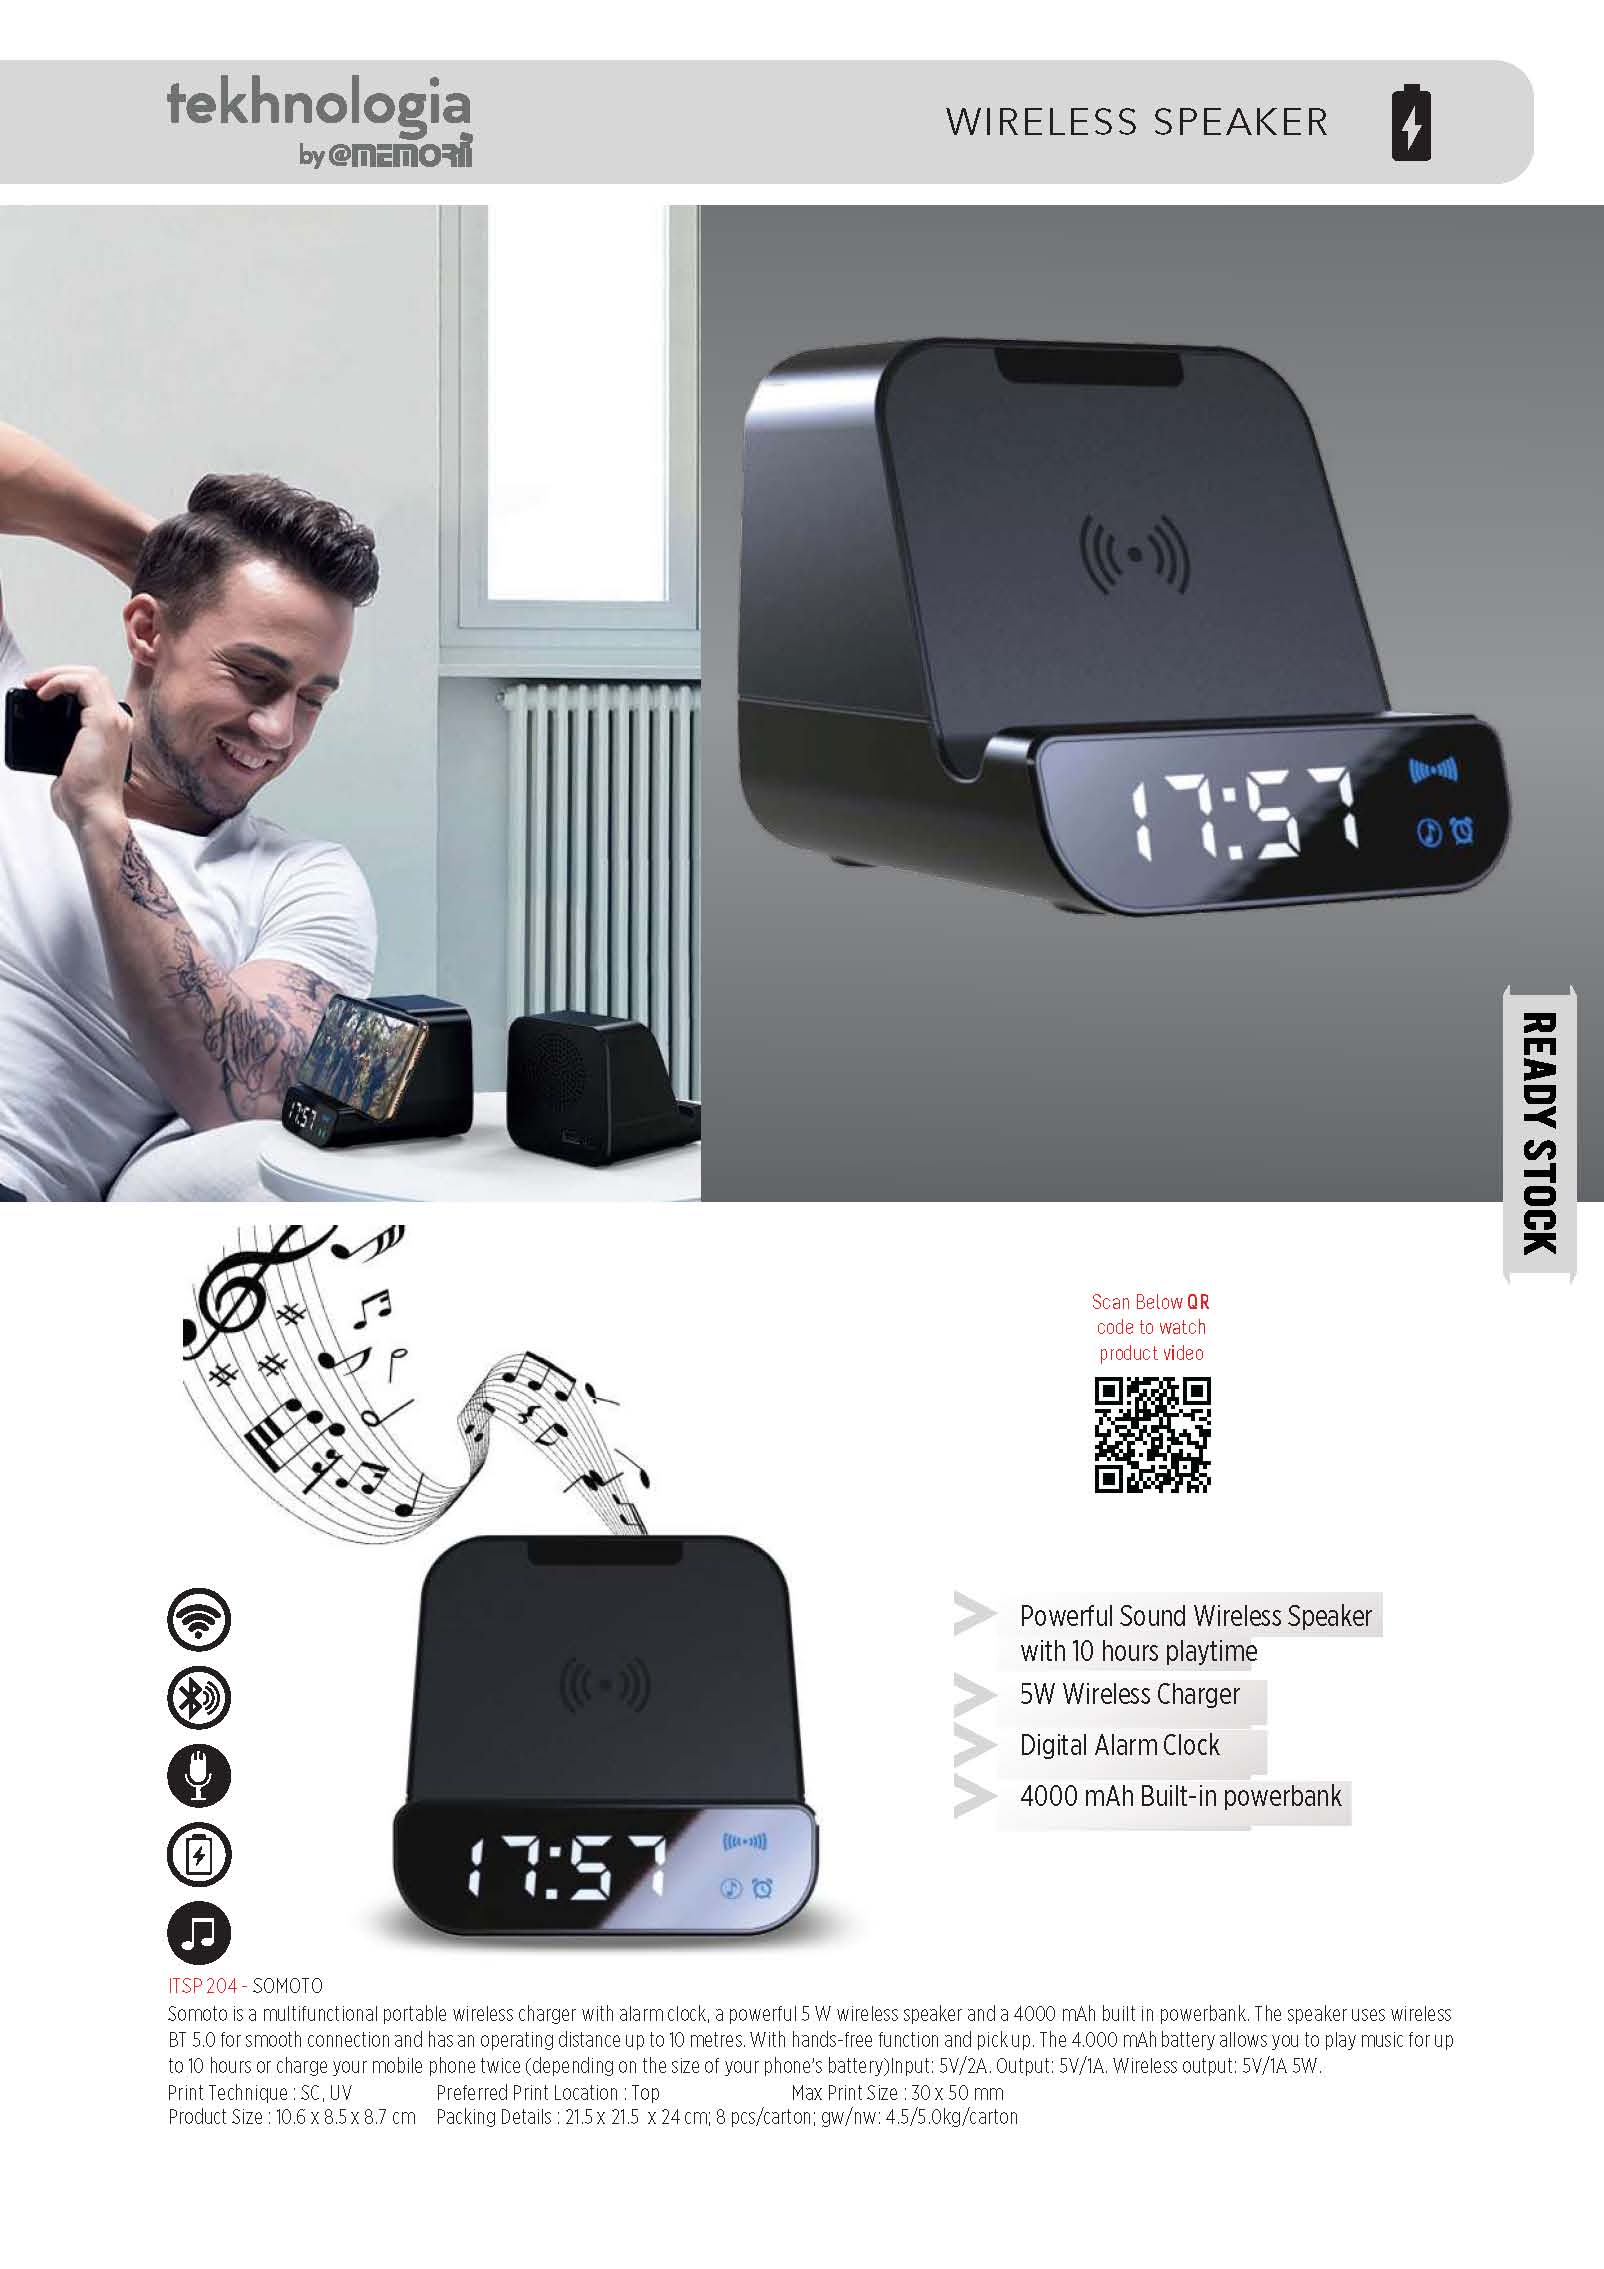 tekhnologia
by @memorii
WIRELESS SPEAKER
17:57
17:57
READY STOCK
Scan Below QR
code to watch
product video
Powerful Sound Wireless Speaker
with 10 hours playtime
5W Wireless Charger
Digital Alarm Clock
4000 mAh Built-in powerbank
17:57
ITSP 204 - SOMOTO
Somoto is a multifunctional portable wireless charger with alarm clock, a powerful 5 W wireless speaker and a 4000 mAh built in powerbank. The speaker uses wireless
BT 5.0 for smooth connection and has an operating distance up to 10 metres. With hands-free function and pick up. The 4.000 mAh battery allows you to play music for up
to 10 hours or charge your mobile phone twice (depending on the size of your phone's battery)Input: 5V/2A. Output: 5V/1A. Wireless output: 5V/1A 5W.
Print Technique : SC, UV Preferred Print Location : Top Max Print Size : 30 x 50 mm
Product Size : 10.6 x 8.5 x 8.7 cm Packing Details : 21.5 x 21.5 x 24 cm; 8 pcs/carton; gw/nw: 4.5/5.0kg/carton